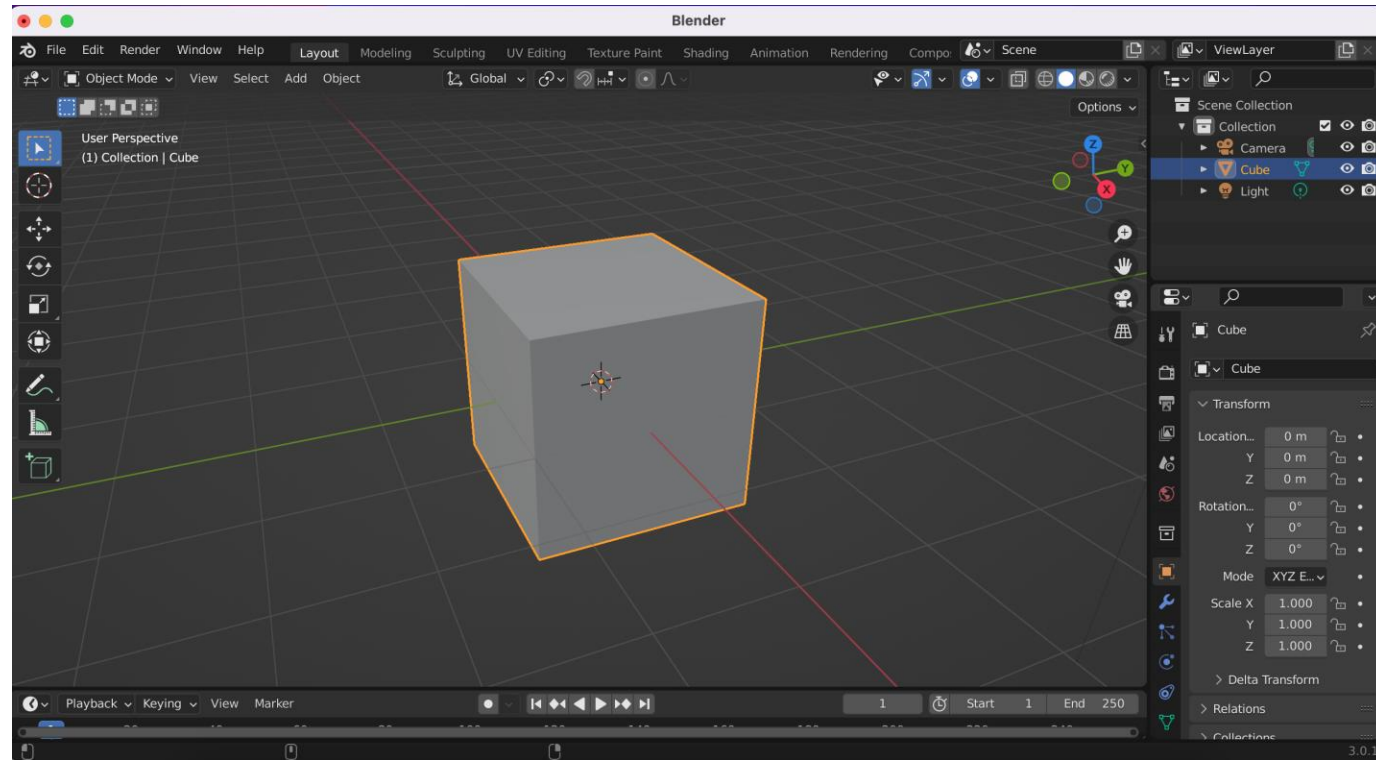 Blender
File Edit Render Window Help Layout Modeling Sculpting UV Editing Texture Paint Shading Animation Rendering Compo Scene ViewLayer
Object Mode View Select Add Object Global
Options
User Perspective
(1) Collection | Cube
Z
Y
X
Scene Collection
Collection
Camera
Cube
Light
Cube
Cube
Transform
Location... 0 m
Y 0 m
Z 0 m
Rotation... 0°
Y 0°
Z 0°
Mode XYZ E...
Scale X 1.000
Y 1.000
Z 1.000
Delta Transform
Relations
Collections
Playback Keying View Marker 1 Start 1 End 250
3.0.1